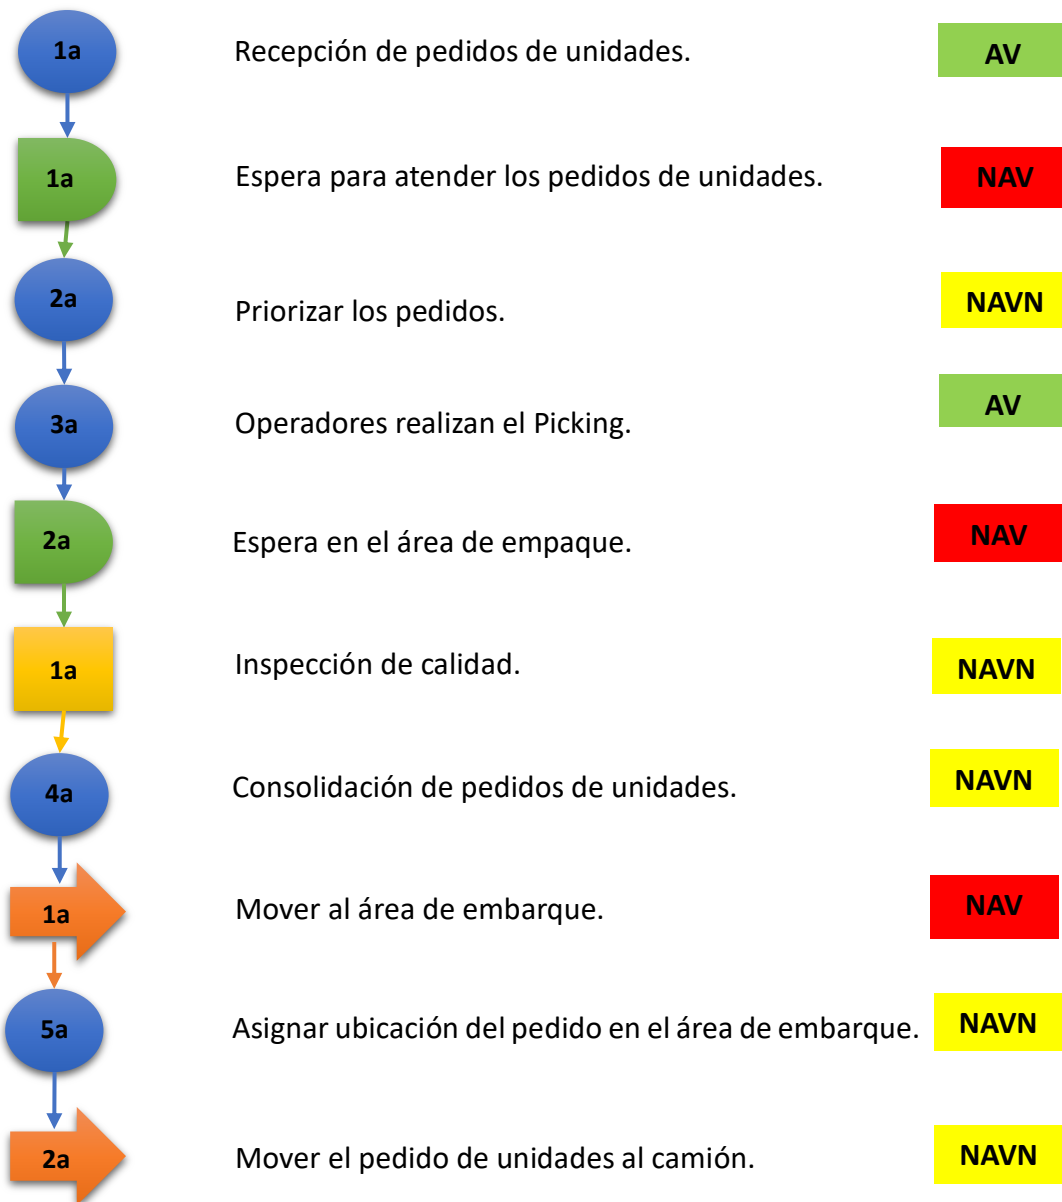 1a Recepción de pedidos de unidades. AV
1a Espera para atender los pedidos de unidades. NAV
2a Priorizar los pedidos. NAVN
3a Operadores realizan el Picking. AV
2a Espera en el área de empaque. NAV
1a Inspección de calidad. NAVN
4a Consolidación de pedidos de unidades. NAVN
1a Mover al área de embarque. NAV
5a Asignar ubicación del pedido en el área de embarque. NAVN
2a Mover el pedido de unidades al camión. NAVN